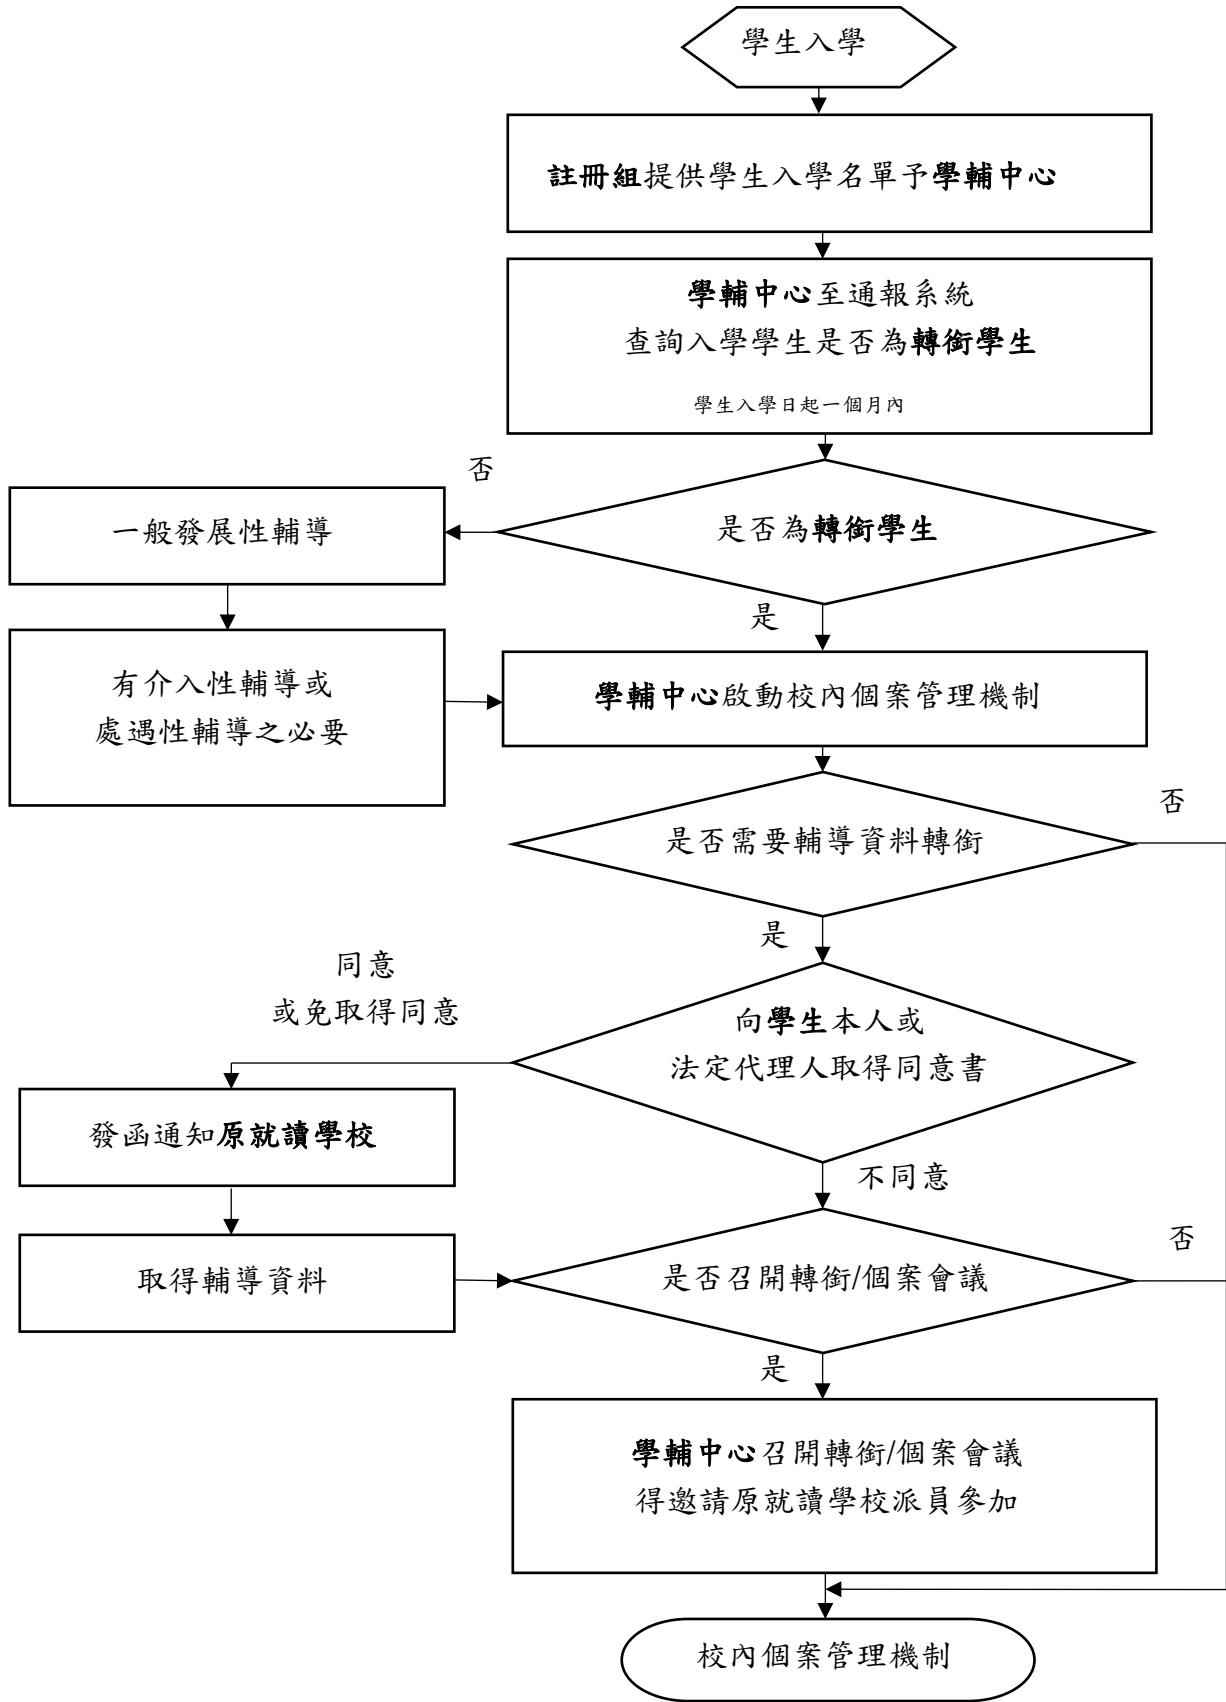 學生入學
註冊組提供學生入學名單予學輔中心
學輔中心至通報系統
查詢入學學生是否為轉銜學生
學生入學日起一個月內
否
一般發展性輔導
是否為轉銜學生
是
有介入性輔導或
處遇性輔導之必要
學輔中心啟動校內個案管理機制
否
是否需要輔導資料轉銜
是
同意
或免取得同意
向學生本人或
法定代理人取得同意書
發函通知原就讀學校
不同意
否
取得輔導資料
是否召開轉銜/個案會議
是
學輔中心召開轉銜/個案會議
得邀請原就讀學校派員參加
校內個案管理機制